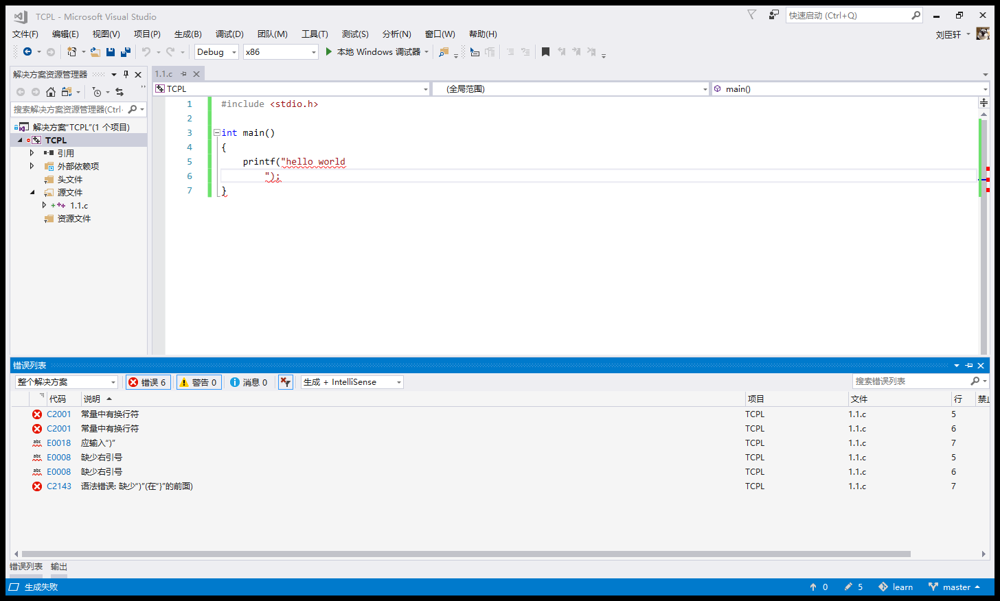 TCPL - Microsoft Visual Studio
快速启动 (Ctrl+Q)
文件(F) 编辑(E) 视图(V) 项目(P) 生成(B) 调试(D) 团队(M) 工具(T) 测试(S) 分析(N) 窗口(W) 帮助(H)
刘臣轩
Debug x86 本地 Windows 调试器
解决方案资源管理器
搜索解决方案资源管理器(Ctrl-
解决方案"TCPL"(1 个项目)
TCPL
引用
外部依赖项
头文件
源文件
1.1.c
资源文件
1.1.c
TCPL (全局范围) main()
1 #include <stdio.h>
2
3 int main()
4 {
5 printf("hello world
6 ");
7 }
错误列表
整个解决方案 错误 6 警告 0 消息 0 生成 + IntelliSense 搜索错误列表
代码 说明 项目 文件 行 禁止
C2001 常量中有换行符 TCPL 1.1.c 5
C2001 常量中有换行符 TCPL 1.1.c 6
abc E0018 应输入")" TCPL 1.1.c 7
abc E0008 缺少右引号 TCPL 1.1.c 5
abc E0008 缺少右引号 TCPL 1.1.c 6
C2143 语法错误: 缺少")"(在"}"的前面) TCPL 1.1.c 7
错误列表 输出
生成失败 0 5 learn master